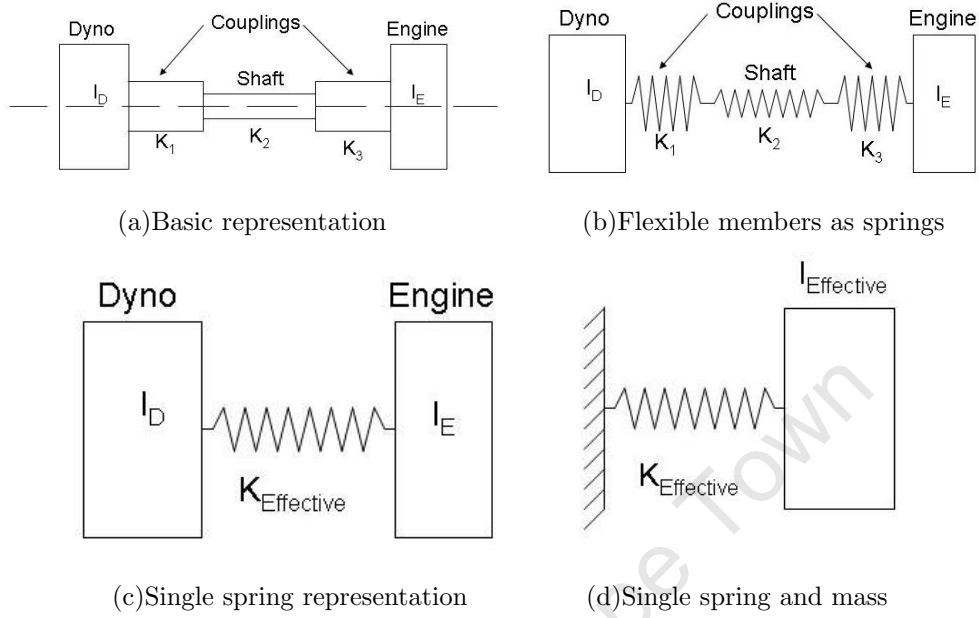 Dyno
Couplings
Engine
Shaft
I_D
I_E
K_1
K_2
K_3
(a)Basic representation
Dyno
Couplings
Engine
Shaft
I_D
I_E
K_1
K_2
K_3
(b)Flexible members as springs
Dyno
Engine
I_D
I_E
K_Effective
(c)Single spring representation
I_Effective
K_Effective
(d)Single spring and mass
Town